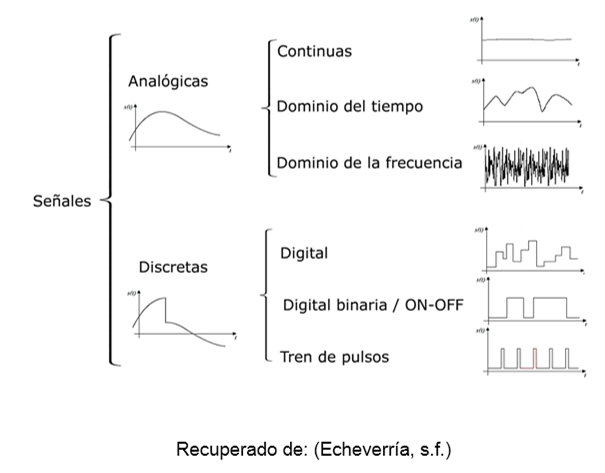 Señales
Analógicas
Continuas
Dominio del tiempo
Dominio de la frecuencia
Discretas
Digital
Digital binaria / ON-OFF
Tren de pulsos
Recuperado de: (Echeverría, s.f.)